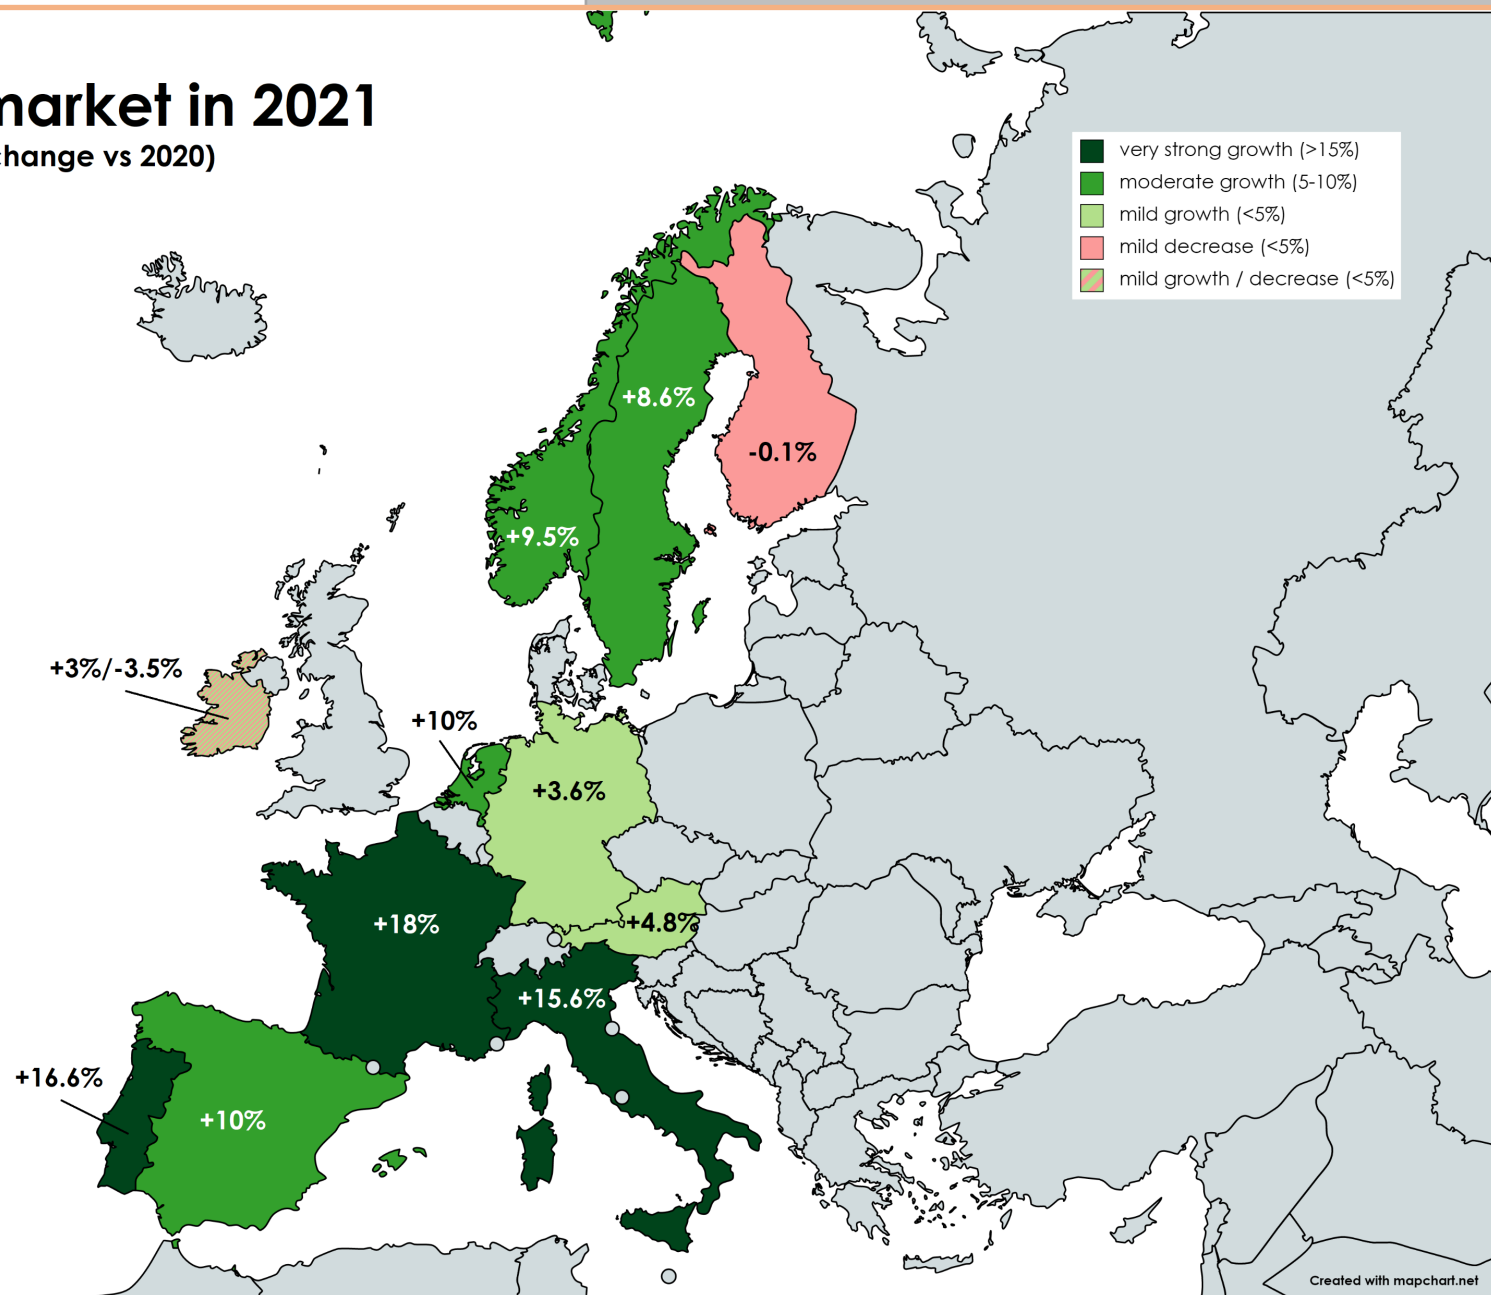 market in 2021
change vs 2020)
very strong growth (>15%)
moderate growth (5-10%)
mild growth (<5%)
mild decrease (<5%)
mild growth / decrease (<5%)
+8.6%
-0.1%
+9.5%
+3%/-3.5%
+10%
+3.6%
+18%
+4.8%
+15.6%
+16.6%
+10%
Created with mapchart.net